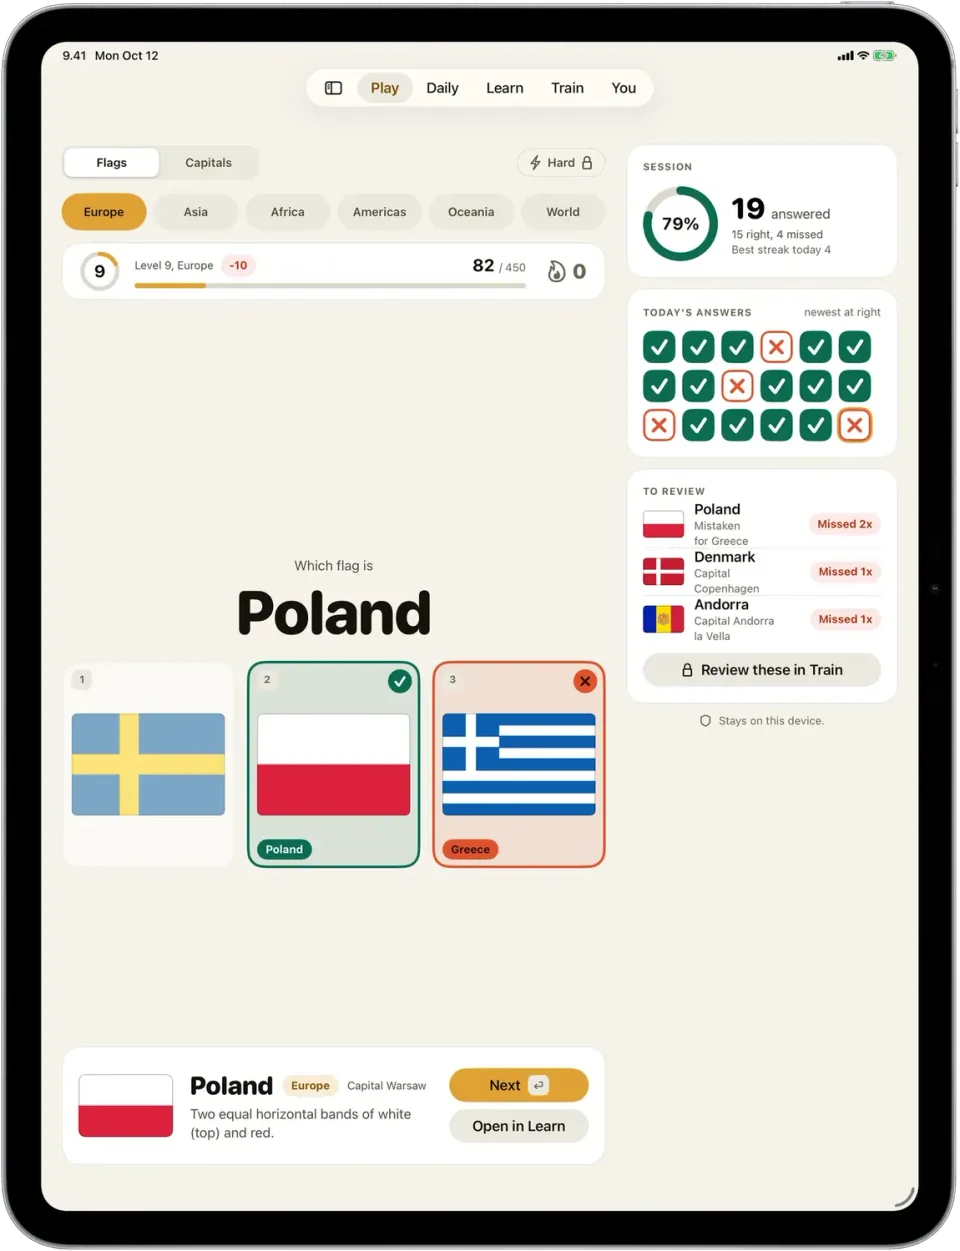 9.41 Mon Oct 12
Play Daily Learn Train You
Flags Capitals
Hard
Europe Asia Africa Americas Oceania World
9
Level 9, Europe -10
82 / 450
0
Which flag is
Poland
1
2
3
Poland
Greece
Poland Europe Capital Warsaw
Two equal horizontal bands of white
(top) and red.
Next
Open in Learn
SESSION
79%
19 answered
15 right, 4 missed
Best streak today 4
TODAY'S ANSWERS newest at right
TO REVIEW
Poland
Mistaken
for Greece
Missed 2x
Denmark
Capital
Copenhagen
Missed 1x
Andorra
Capital Andorra
la Vella
Missed 1x
Review these in Train
Stays on this device.